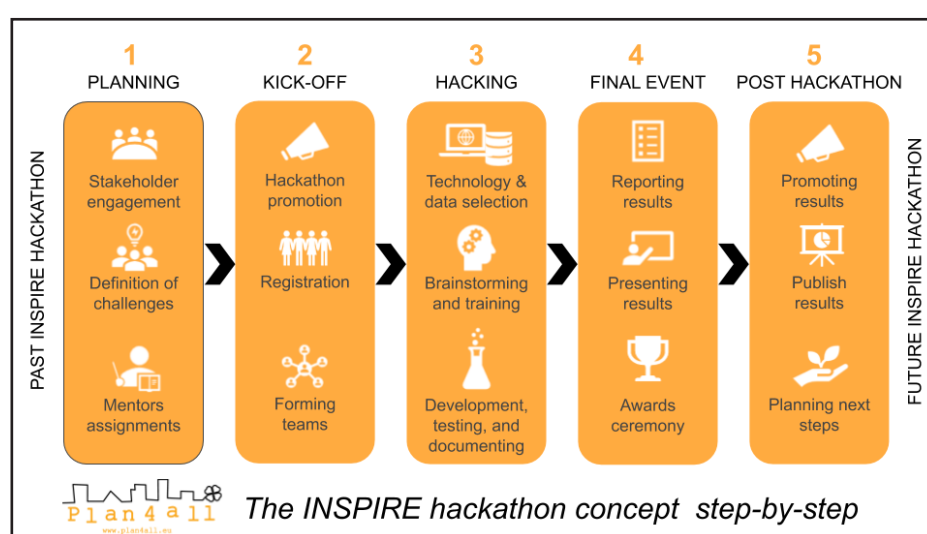 1
PLANNING
2
KICK-OFF
3
HACKING
4
FINAL EVENT
5
POST HACKATHON
PAST INSPIRE HACKATHON
Stakeholder
engagement
Definition of
challenges
Mentors
assignments
Hackathon
promotion
Registration
Forming
teams
Technology &
data selection
Brainstorming
and training
Development,
testing, and
documenting
Reporting
results
Presenting
results
Awards
ceremony
Promoting
results
Publish
results
Planning next
steps
FUTURE INSPIRE HACKATHON
Plan4all
www.plan4all.eu
The INSPIRE hackathon concept step-by-step